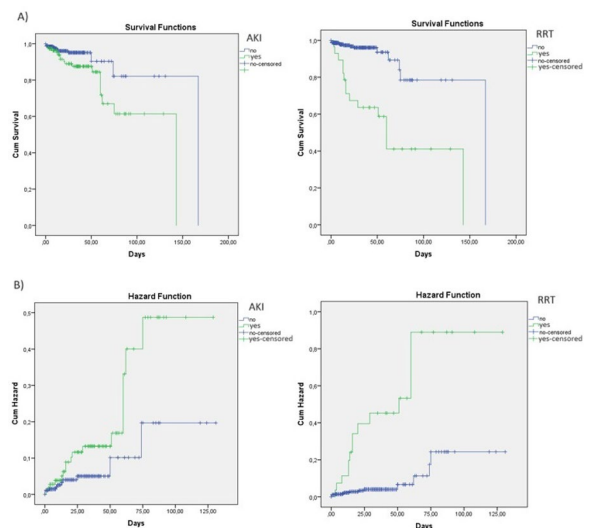 A)
Survival Functions
AKI
no
yes
no-censored
1,0
0,8
0,6
0,4
0,2
0,0
Cum Survival
,00
50,00
100,00
150,00
200,00
Days
Survival Functions
RRT
no
yes
no-censored
yes-censored
1,0
0,8
0,6
0,4
0,2
0,0
Cum Survival
,00
50,00
100,00
150,00
200,00
Days
B)
Hazard Function
AKI
no
yes
no-censored
yes-censored
0,5
0,4
0,3
0,2
0,1
0,0
Cum Hazard
,00
25,00
50,00
75,00
100,00
125,00
Days
Hazard Function
RRT
no
yes
no-censored
yes-censored
1,0
0,8
0,6
0,4
0,2
0,0
Cum Hazard
,00
25,00
50,00
75,00
100,00
125,00
Days